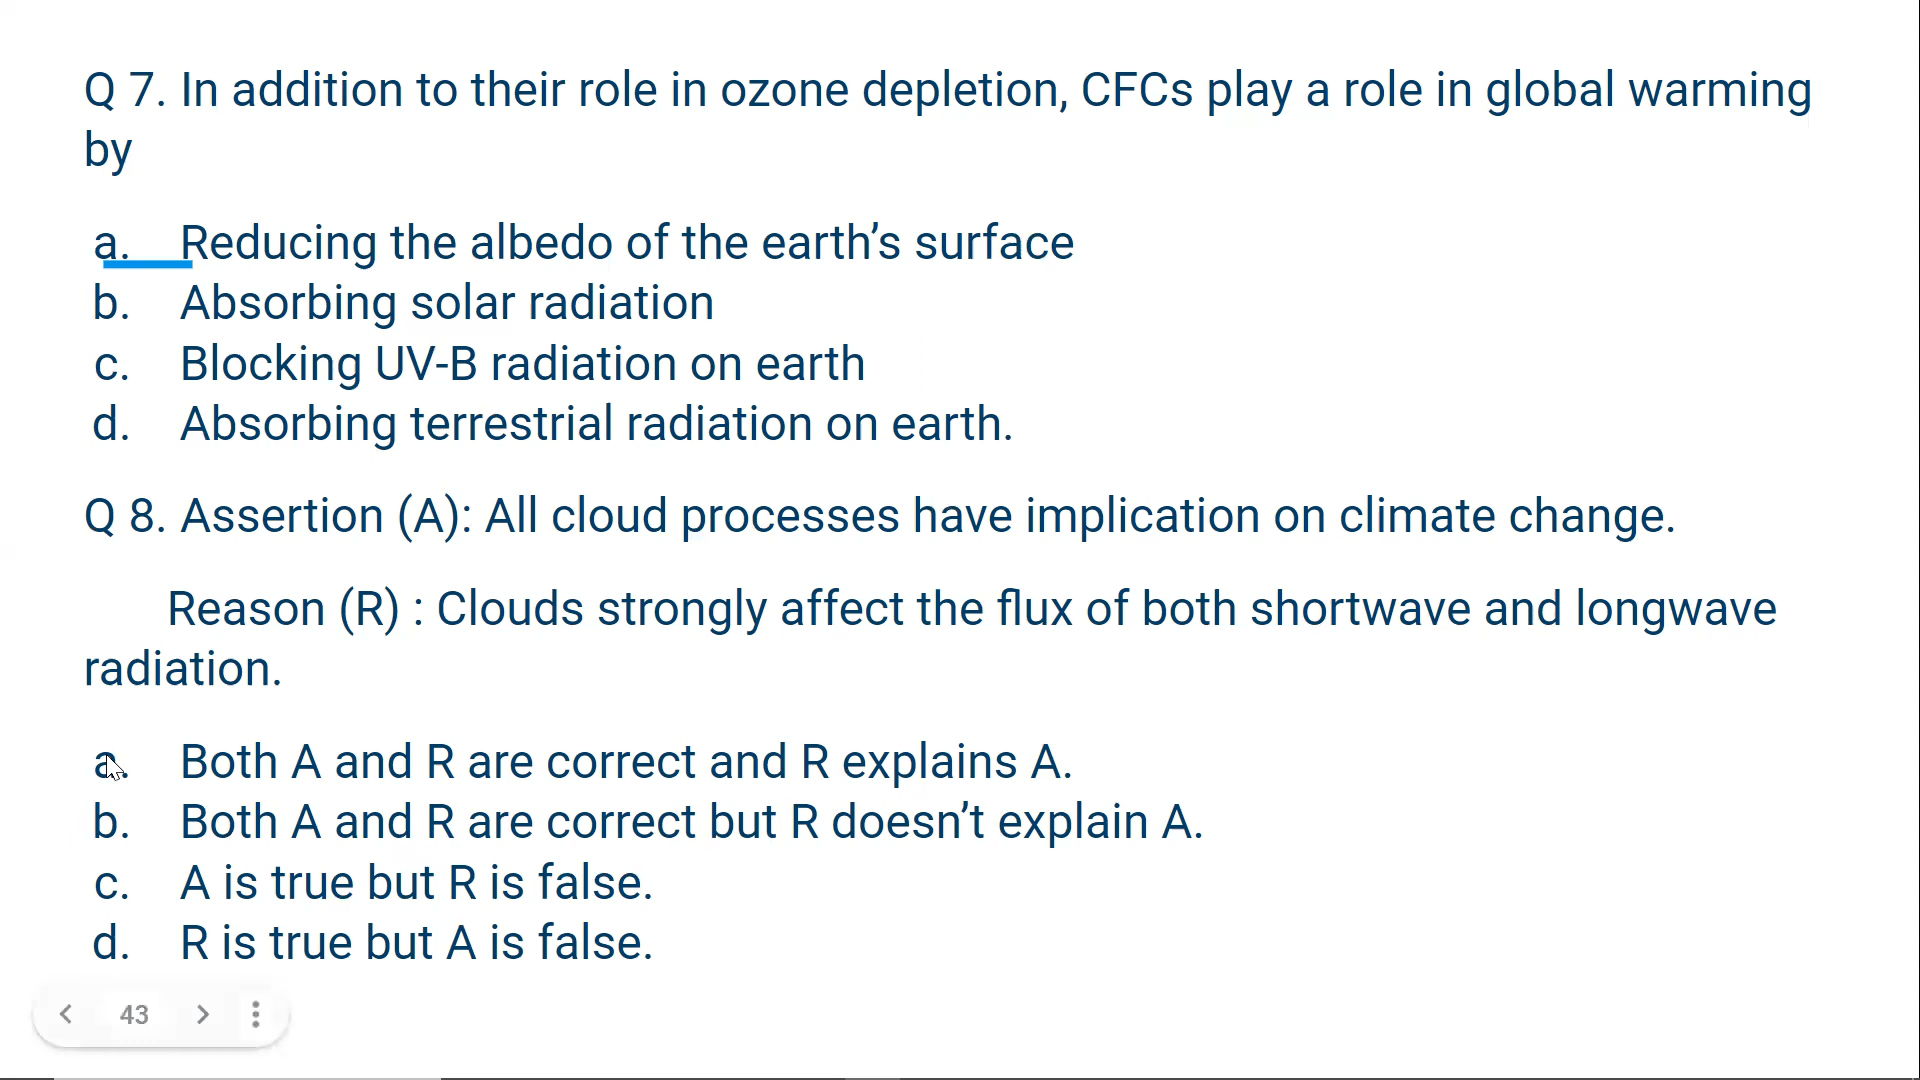 Q 7. In addition to their role in ozone depletion, CFCs play a role in global warming
by
a. Reducing the albedo of the earth’s surface
b. Absorbing solar radiation
c. Blocking UV-B radiation on earth
d. Absorbing terrestrial radiation on earth.
Q 8. Assertion (A): All cloud processes have implication on climate change.
Reason (R) : Clouds strongly affect the flux of both shortwave and longwave
radiation.
a. Both A and R are correct and R explains A.
b. Both A and R are correct but R doesn’t explain A.
c. A is true but R is false.
d. R is true but A is false.
43